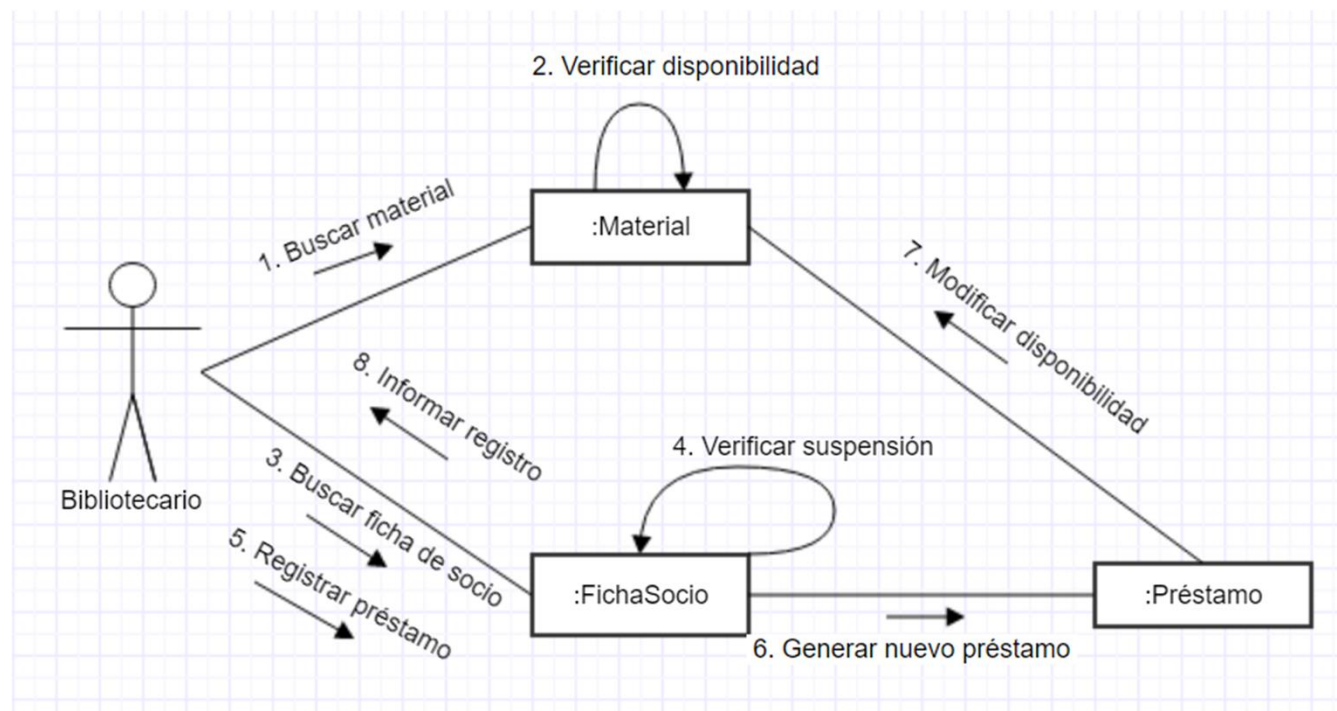 2. Verificar disponibilidad
1. Buscar material
:Material
7. Modificar disponibilidad
8. Informar registro
4. Verificar suspensión
3. Buscar ficha de socio
Bibliotecario
5. Registrar préstamo
:FichaSocio
:Préstamo
6. Generar nuevo préstamo